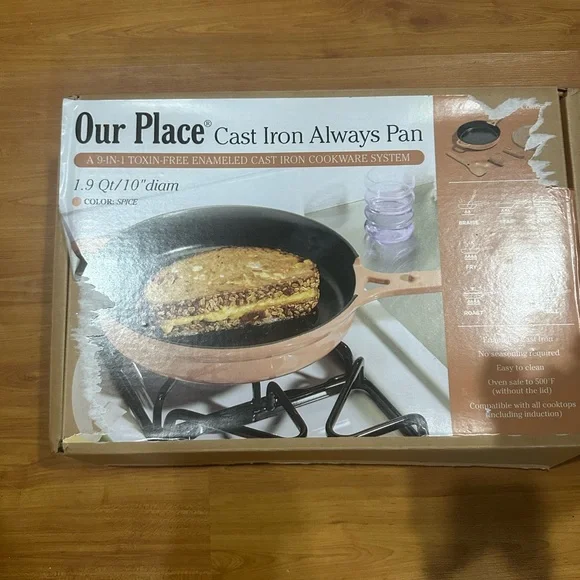 Our Place® Cast Iron Always Pan
A 9-IN-1 TOXIN-FREE ENAMELED CAST IRON COOKWARE SYSTEM
1.9 Qt/10"diam
COLOR: SPICE
BRAISE
FRY
ROAST
Cast Iron
No seasoning required
Easy to clean
Oven safe to 500°F
(without the lid)
Compatible with all cooktops
(including induction)